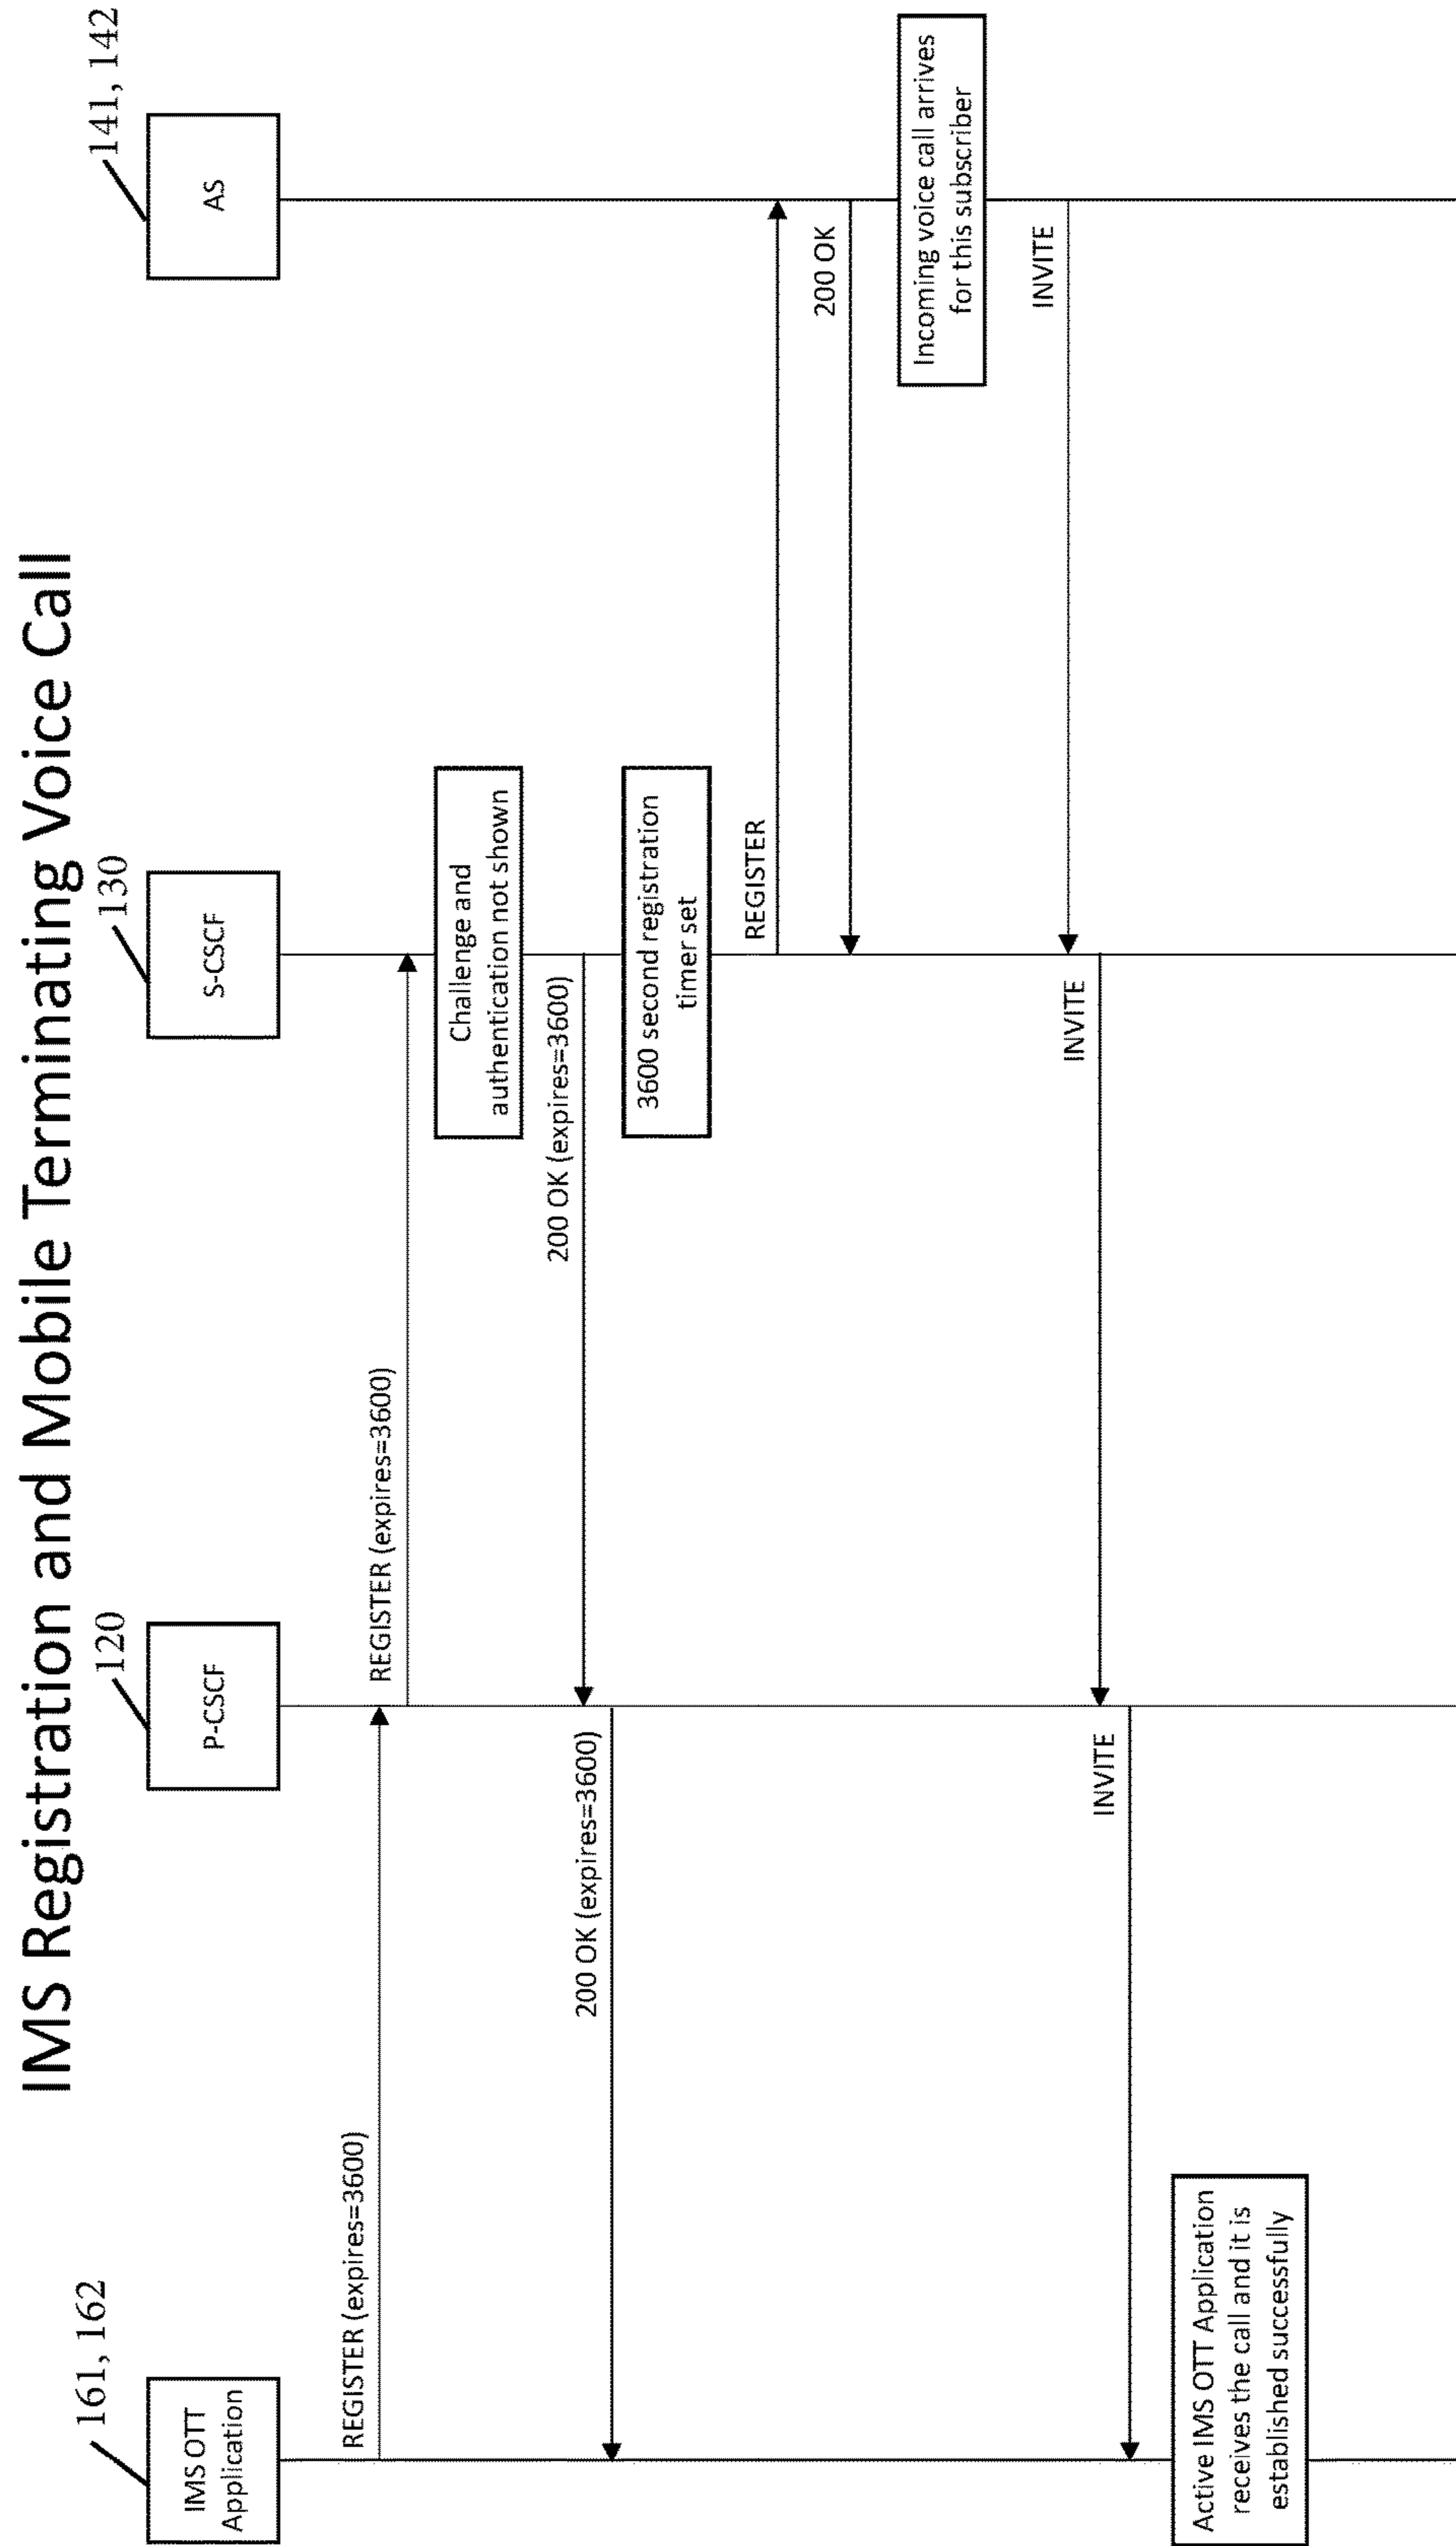 IMS Registration and Mobile Terminating Voice Call
161, 162
120
130
141, 142
IMS OTT
Application
P-CSCF
S-CSCF
AS
REGISTER (expires=3600)
REGISTER (expires=3600)
Challenge and
authentication not shown
200 OK (expires=3600)
200 OK (expires=3600)
3600 second registration
timer set
REGISTER
200 OK
Incoming voice call arrives
for this subscriber
INVITE
INVITE
INVITE
Active IMS OTT Application
receives the call and it is
established successfully